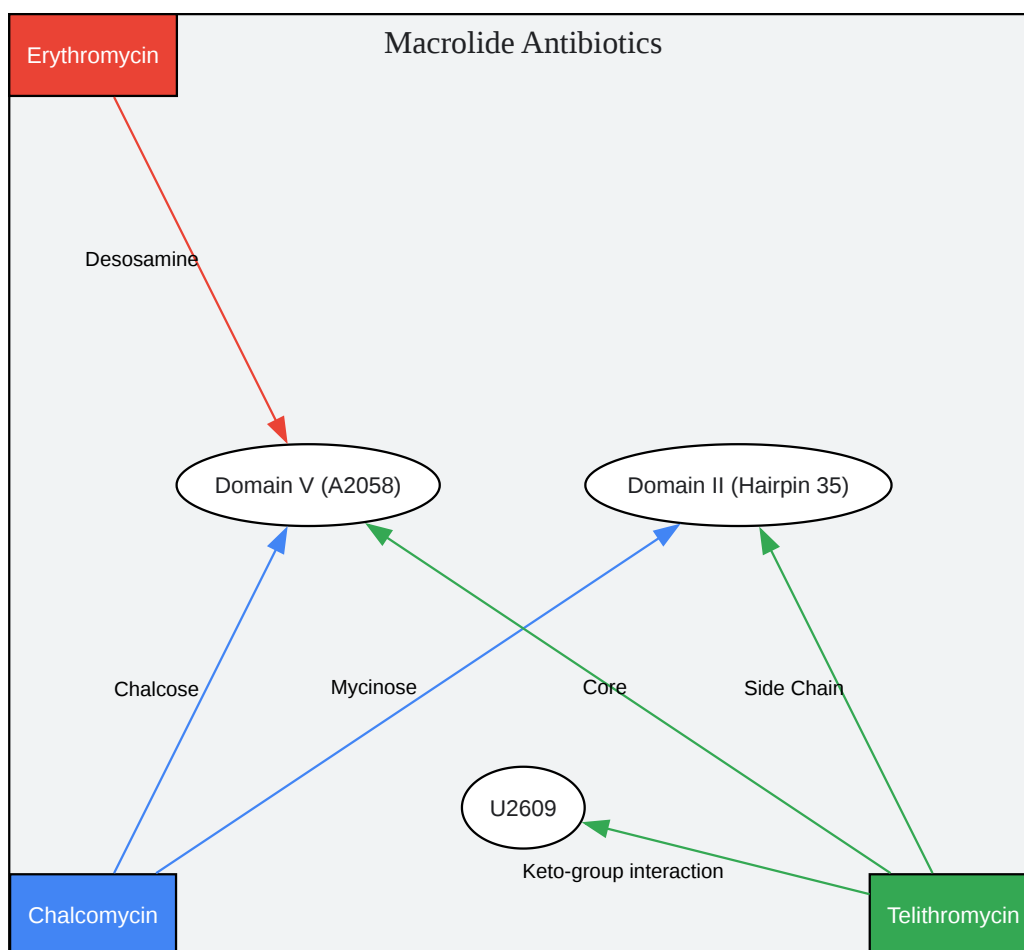 Macrolide Antibiotics
Erythromycin
Desosamine
Domain V (A2058)
Domain II (Hairpin 35)
Chalcose
Mycinose
Core
Side Chain
U2609
Keto-group interaction
Chalcomycin
Telithromycin